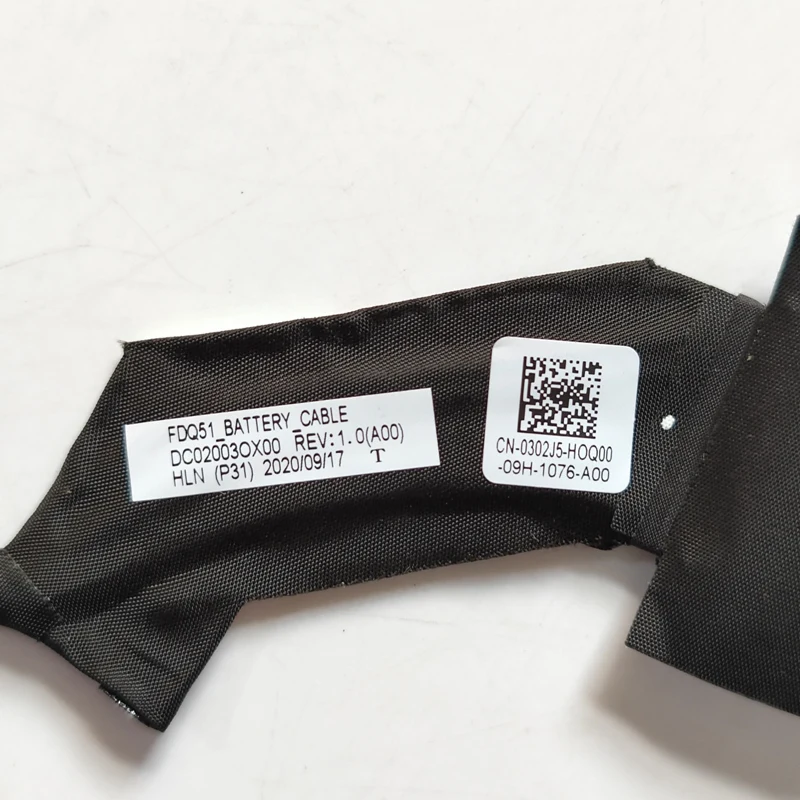 FDQ51_BATTERY_CABLE
DC02003OX00 REV:1.0(A00)
HLN (P31) 2020/09/17 T
CN-0302J5-HOQ00
-09H-1076-A00